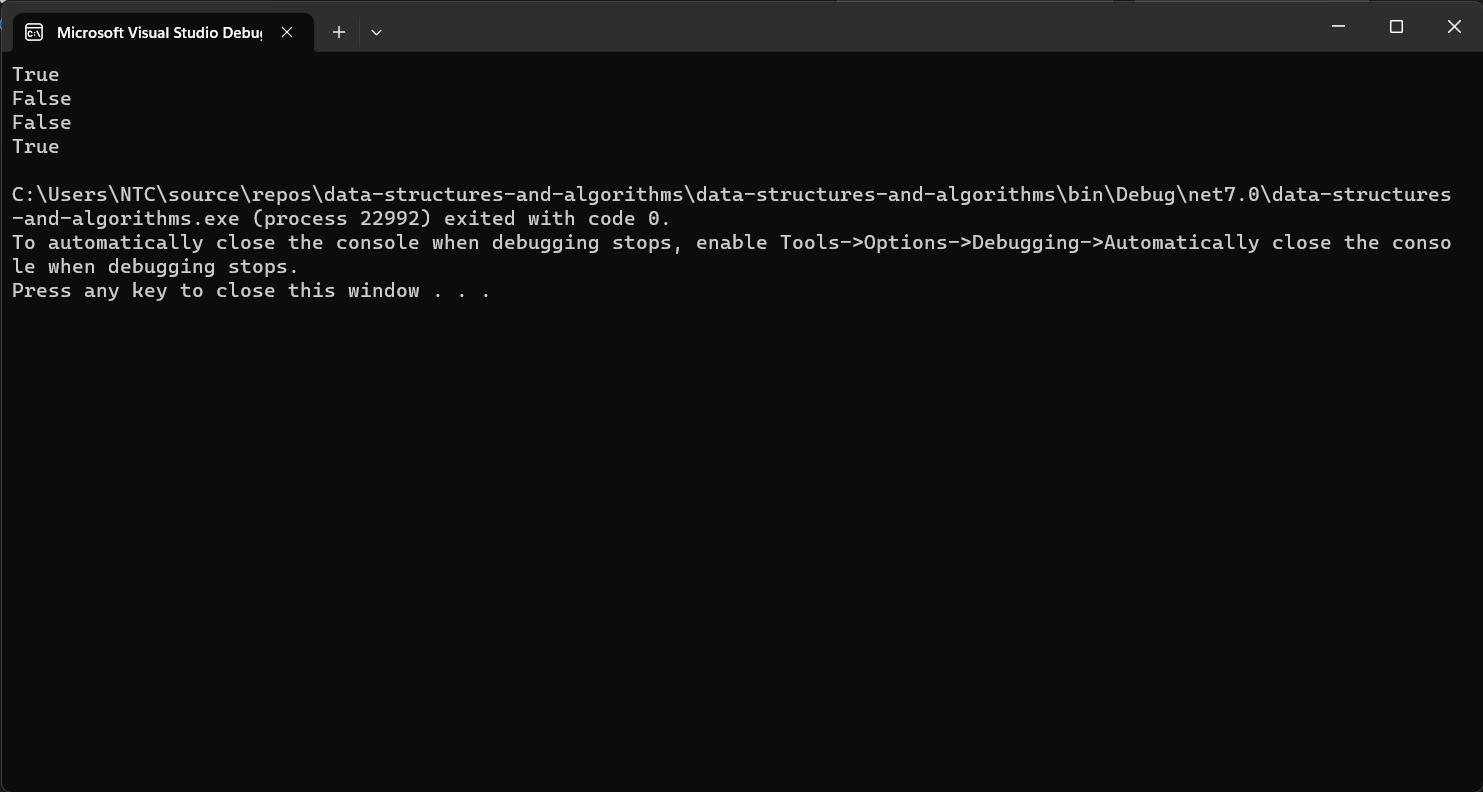 Microsoft Visual Studio Debug
True
False
False
True
C:\Users\NTC\source\repos\data-structures-and-algorithms\data-structures-and-algorithms\bin\Debug\net7.0\data-structures
-and-algorithms.exe (process 22992) exited with code 0.
To automatically close the console when debugging stops, enable Tools->Options->Debugging->Automatically close the conso
le when debugging stops.
Press any key to close this window . . .